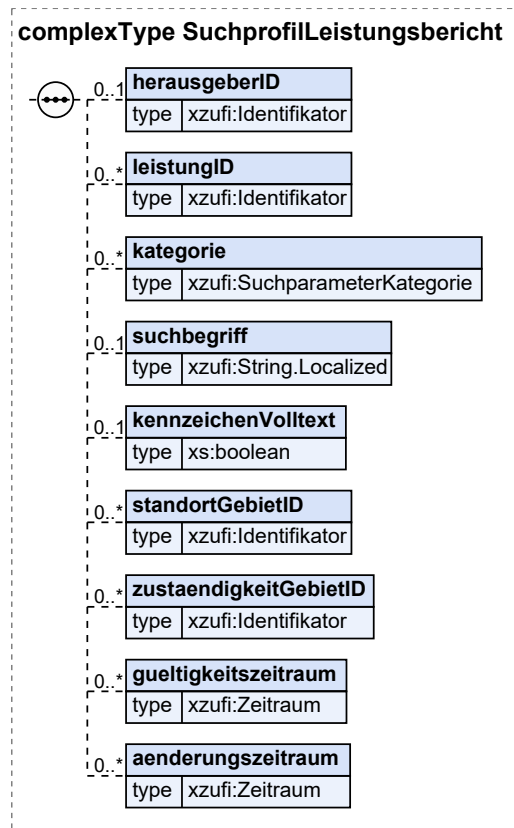 complexType SuchprofilLeistungsbericht
0..1 herausgeberID
type xzufi:Identifikator
0..* leistungID
type xzufi:Identifikator
0..* kategorie
type xzufi:SuchparameterKategorie
0..1 suchbegriff
type xzufi:String.Localized
0..1 kennzeichenVolltext
type xs:boolean
0..* standortGebietID
type xzufi:Identifikator
0..* zustaendigkeitGebietID
type xzufi:Identifikator
0..* gueltigkeitszeitraum
type xzufi:Zeitraum
0..* aenderungszeitraum
type xzufi:Zeitraum